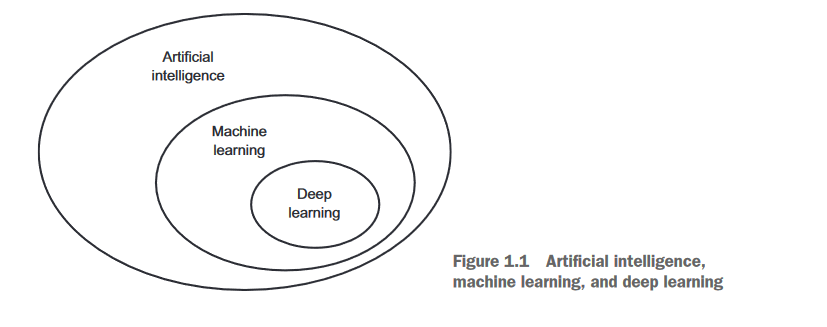 Artificial
intelligence
Machine
learning
Deep
learning
Figure 1.1 Artificial intelligence,
machine learning, and deep learning